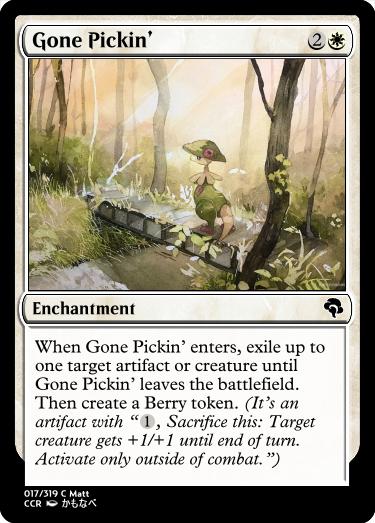 Gone Pickin’ 2
Enchantment
When Gone Pickin’ enters, exile up to
one target artifact or creature until
Gone Pickin’ leaves the battlefield.
Then create a Berry token. (It’s an
artifact with “1, Sacrifice this: Target
creature gets +1/+1 until end of turn.
Activate only outside of combat.”)
017/319 C Matt
CCR かもなべ